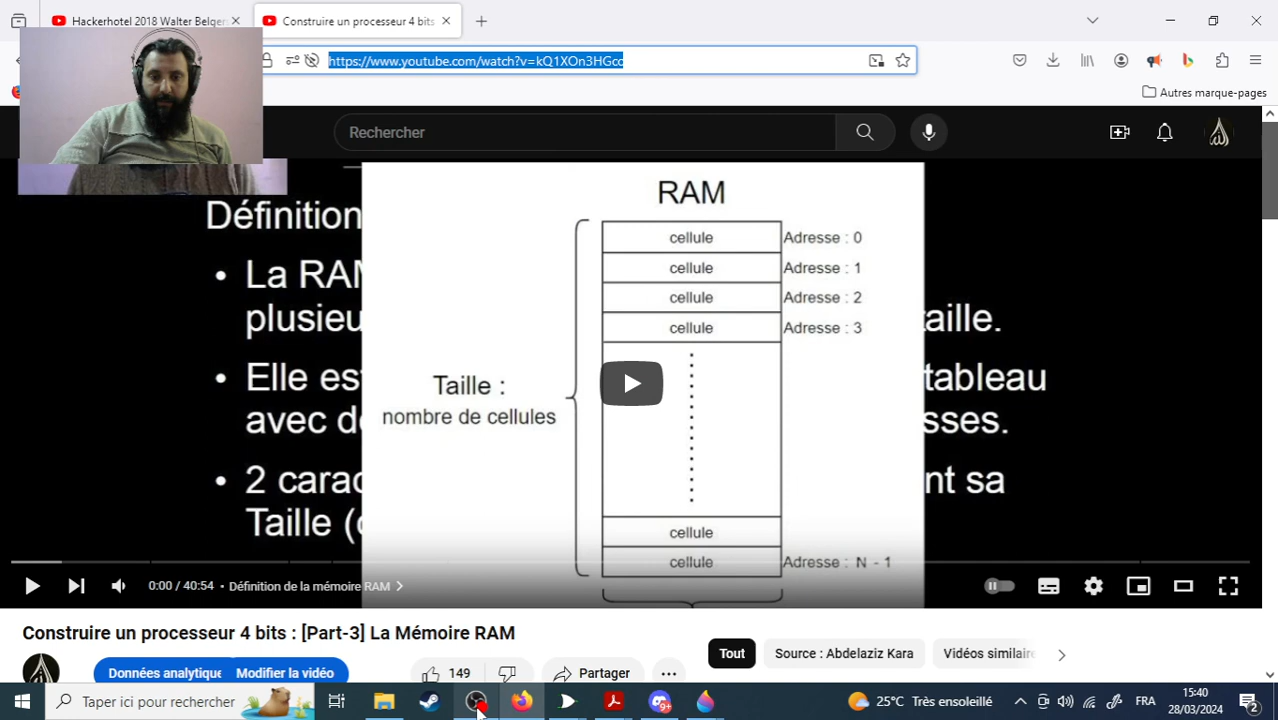 Hackerhotel 2018 Walter Belgers
Construire un processeur 4 bits
https://www.youtube.com/watch?v=kQ1XOn3HGco
Autres marque-pages
Rechercher
RAM
Définition
cellule Adresse : 0
• La RAM
cellule Adresse : 1
cellule Adresse : 2
plusieu
cellule Adresse : 3
taille.
• Elle es
tableau
Taille :
nombre de cellules
avec d
sses.
• 2 carac
nt sa
Taille (
cellule
cellule Adresse : N - 1
0:00 / 40:54 • Définition de la mémoire RAM
Construire un processeur 4 bits : [Part-3] La Mémoire RAM
Tout Source : Abdelaziz Kara Vidéos similaire
Données analytique Modifier la vidéo 149 Partager
Taper ici pour rechercher
9+
25°C Très ensoleillé
FRA
15:40
28/03/2024
2